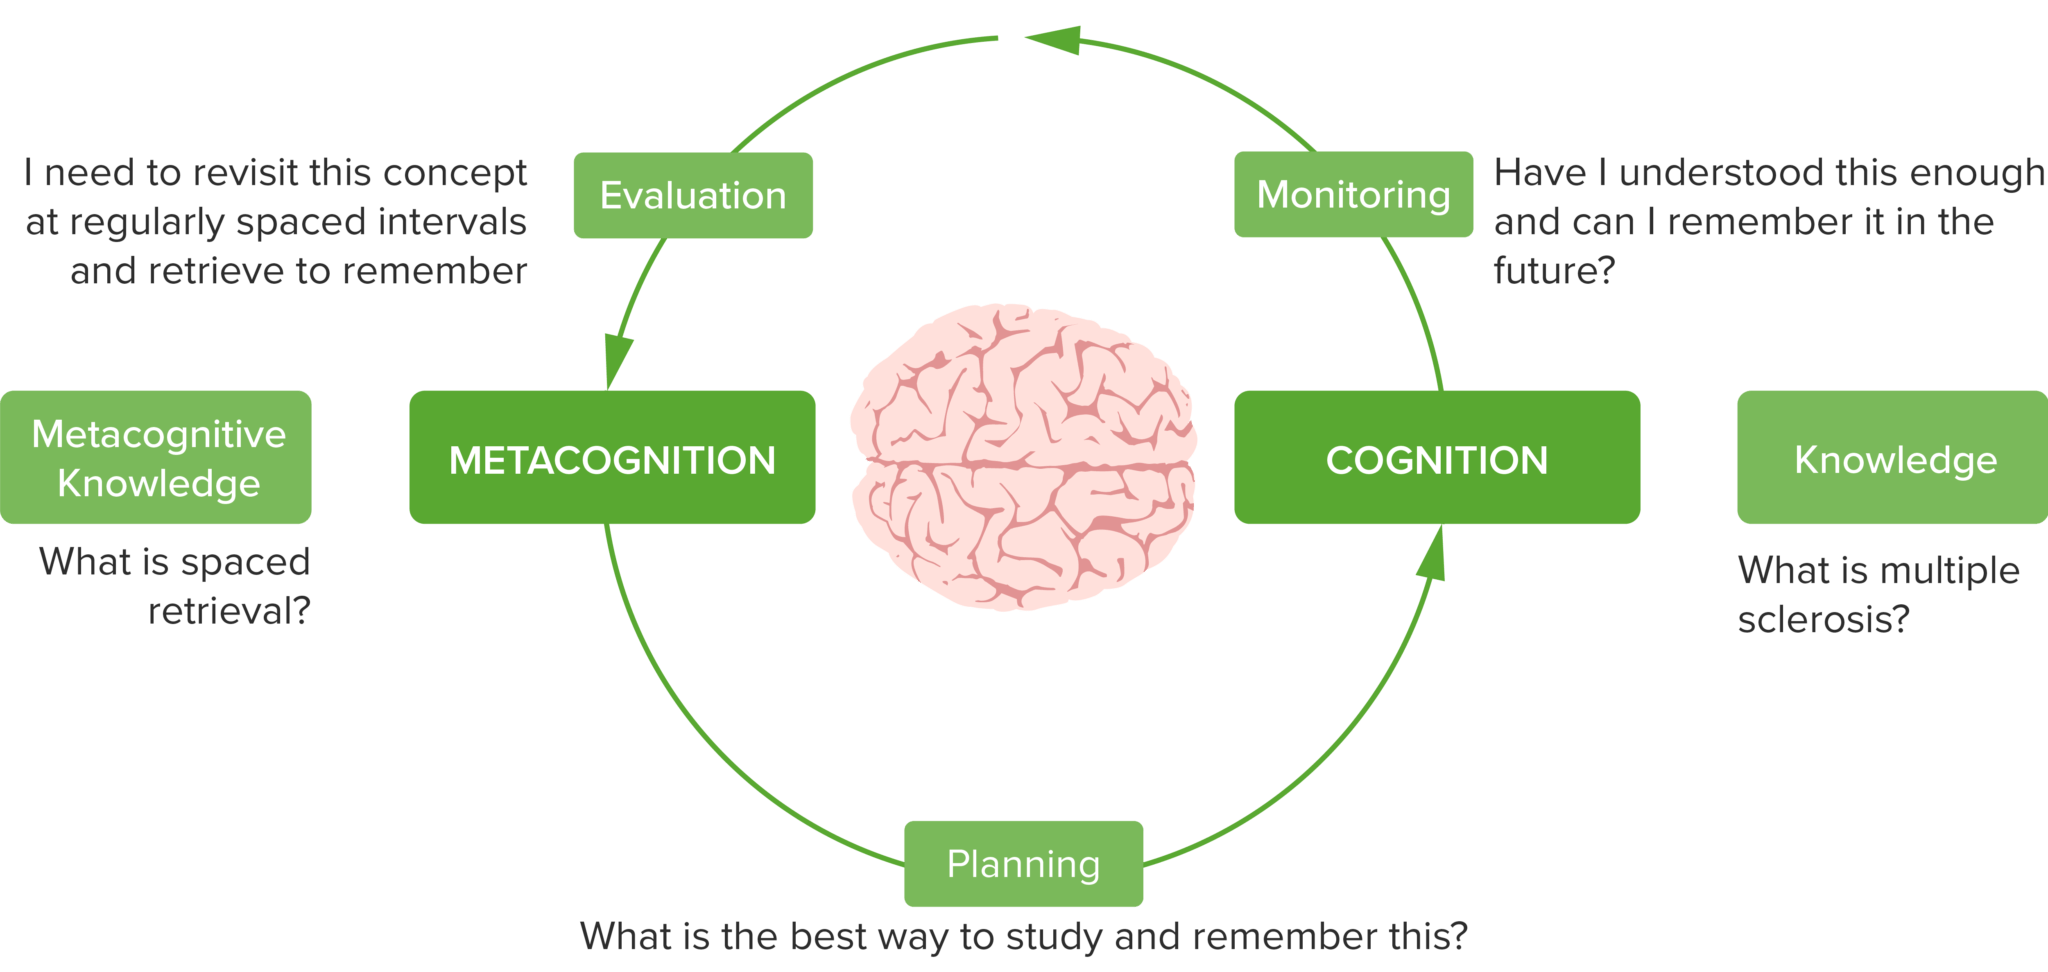 I need to revisit this concept
at regularly spaced intervals
and retrieve to remember
Evaluation
Monitoring
Have I understood this enough
and can I remember it in the
future?
Metacognitive
Knowledge
What is spaced
retrieval?
METACOGNITION
COGNITION
Knowledge
What is multiple
sclerosis?
Planning
What is the best way to study and remember this?